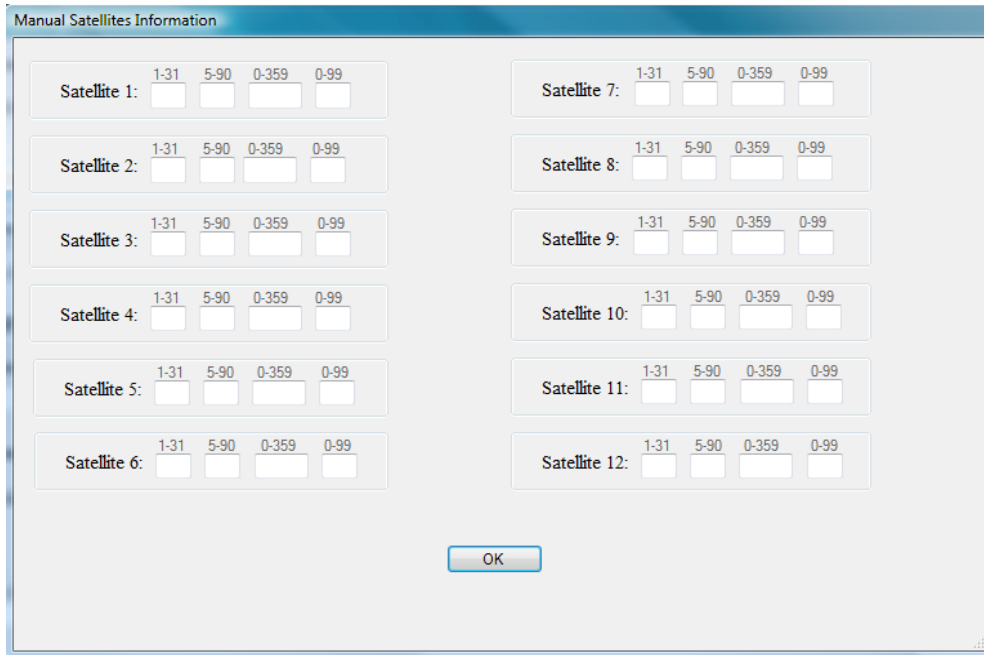 Manual Satellites Information
1-31 5-90 0-359 0-99
Satellite 1:
1-31 5-90 0-359 0-99
Satellite 2:
1-31 5-90 0-359 0-99
Satellite 3:
1-31 5-90 0-359 0-99
Satellite 4:
1-31 5-90 0-359 0-99
Satellite 5:
1-31 5-90 0-359 0-99
Satellite 6:
1-31 5-90 0-359 0-99
Satellite 7:
1-31 5-90 0-359 0-99
Satellite 8:
1-31 5-90 0-359 0-99
Satellite 9:
1-31 5-90 0-359 0-99
Satellite 10:
1-31 5-90 0-359 0-99
Satellite 11:
1-31 5-90 0-359 0-99
Satellite 12:
OK